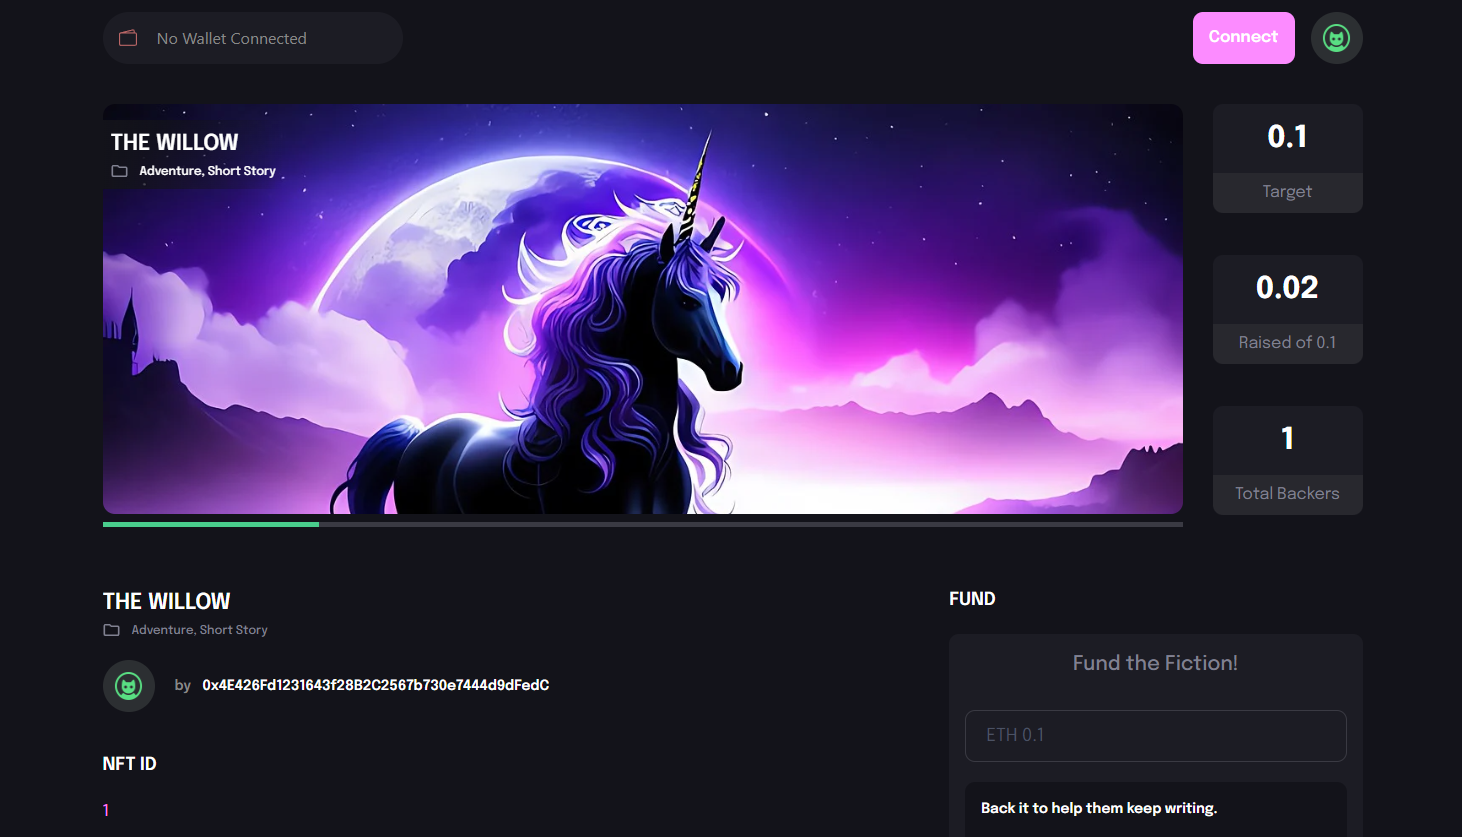 No Wallet Connected
Connect
THE WILLOW
Adventure, Short Story
0.1
Target
0.02
Raised of 0.1
1
Total Backers
THE WILLOW
Adventure, Short Story
by 0x4E426Fd1231643f28B2C2567b730e7444d9dFedC
NFT ID
1
FUND
Fund the Fiction!
ETH 0.1
Back it to help them keep writing.